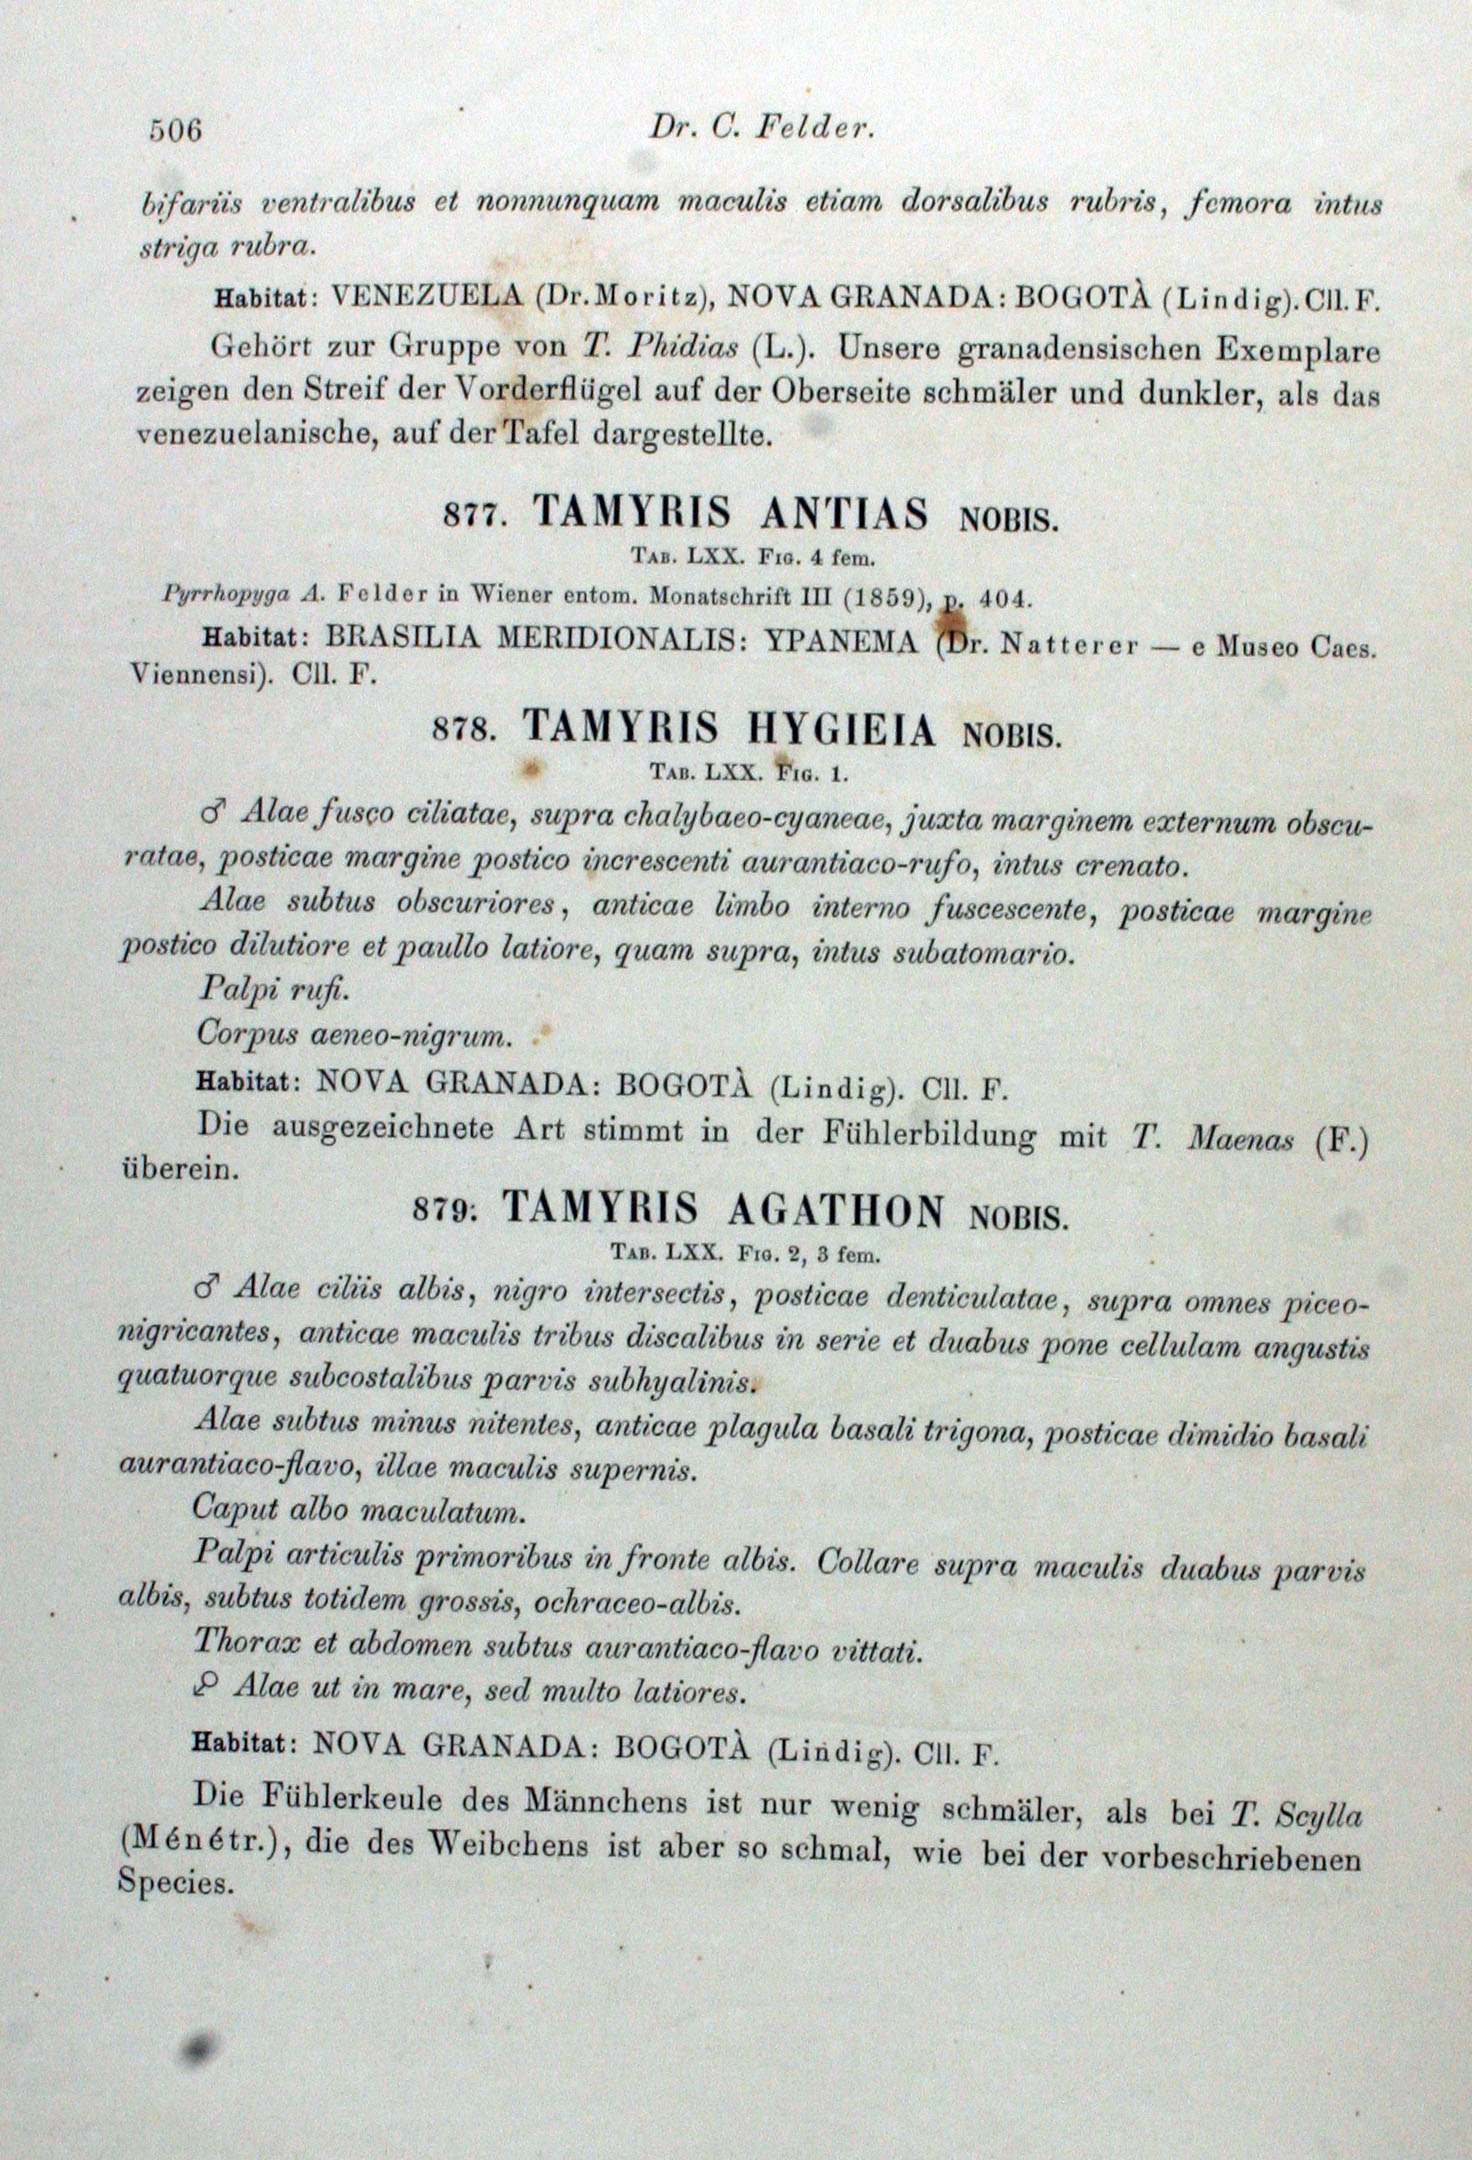 506
Dr. C. Felder.
bifariis ventralibus et nonnunquam maculis etiam dorsalibus rubris, femora intus
striga rubra.
Habitat: VENEZUELA (Dr. Moritz), NOVA GRANADA: BOGOTÀ (Lindig). Cll. F.
Gehört zur Gruppe von T. Phidias (L.). Unsere granadensischen Exemplare
zeigen den Streif der Vorderflügel auf der Oberseite schmäler und dunkler, als das
venezuelanische, auf der Tafel dargestellte.
877. TAMYRIS ANTIAS NOBIS.
TAB. LXX. FIG. 4 fem.
Pyrrhopyga A. Felder in Wiener entom. Monatschrift III (1859), p. 404.
Habitat: BRASILIA MERIDIONALIS: YPANEMA (Dr. Natterer — e Museo Caes.
Viennensi). Cll. F.
878. TAMYRIS HYGIEIA NOBIS.
TAB. LXX. FIG. 1.
♂ Alae fusco ciliatae, supra chalybaeo-cyaneae, juxta marginem externum obscu-
ratae, posticae margine postico increscenti aurantiaco-rufo, intus crenato.
Alae subtus obscuriores, anticae limbo interno fuscescente, posticae margine
postico dilutiore et paullo latiore, quam supra, intus subatomario.
Palpi rufi.
Corpus aeneo-nigrum.
Habitat: NOVA GRANADA: BOGOTÀ (Lindig). Cll. F.
Die ausgezeichnete Art stimmt in der Fühlerbildung mit T. Maenas (F.)
überein.
879: TAMYRIS AGATHON NOBIS.
TAB. LXX. FIG. 2, 3 fem.
♂ Alae ciliis albis, nigro intersectis, posticae denticulatae, supra omnes piceo-
nigricantes, anticae maculis tribus discalibus in serie et duabus pone cellulam angustis
quatuorque subcostalibus parvis subhyalinis.
Alae subtus minus nitentes, anticae plagula basali trigona, posticae dimidio basali
aurantiaco-flavo, illae maculis supernis.
Caput albo maculatum.
Palpi articulis primoribus in fronte albis. Collare supra maculis duabus parvis
albis, subtus totidem grossis, ochraceo-albis.
Thorax et abdomen subtus aurantiaco-flavo vittati.
♀ Alae ut in mare, sed multo latiores.
Habitat: NOVA GRANADA: BOGOTÀ (Lindig). Cll. F.
Die Fühlerkeule des Männchens ist nur wenig schmäler, als bei T. Scylla
(Ménétr.), die des Weibchens ist aber so schmal, wie bei der vorbeschriebenen
Species.